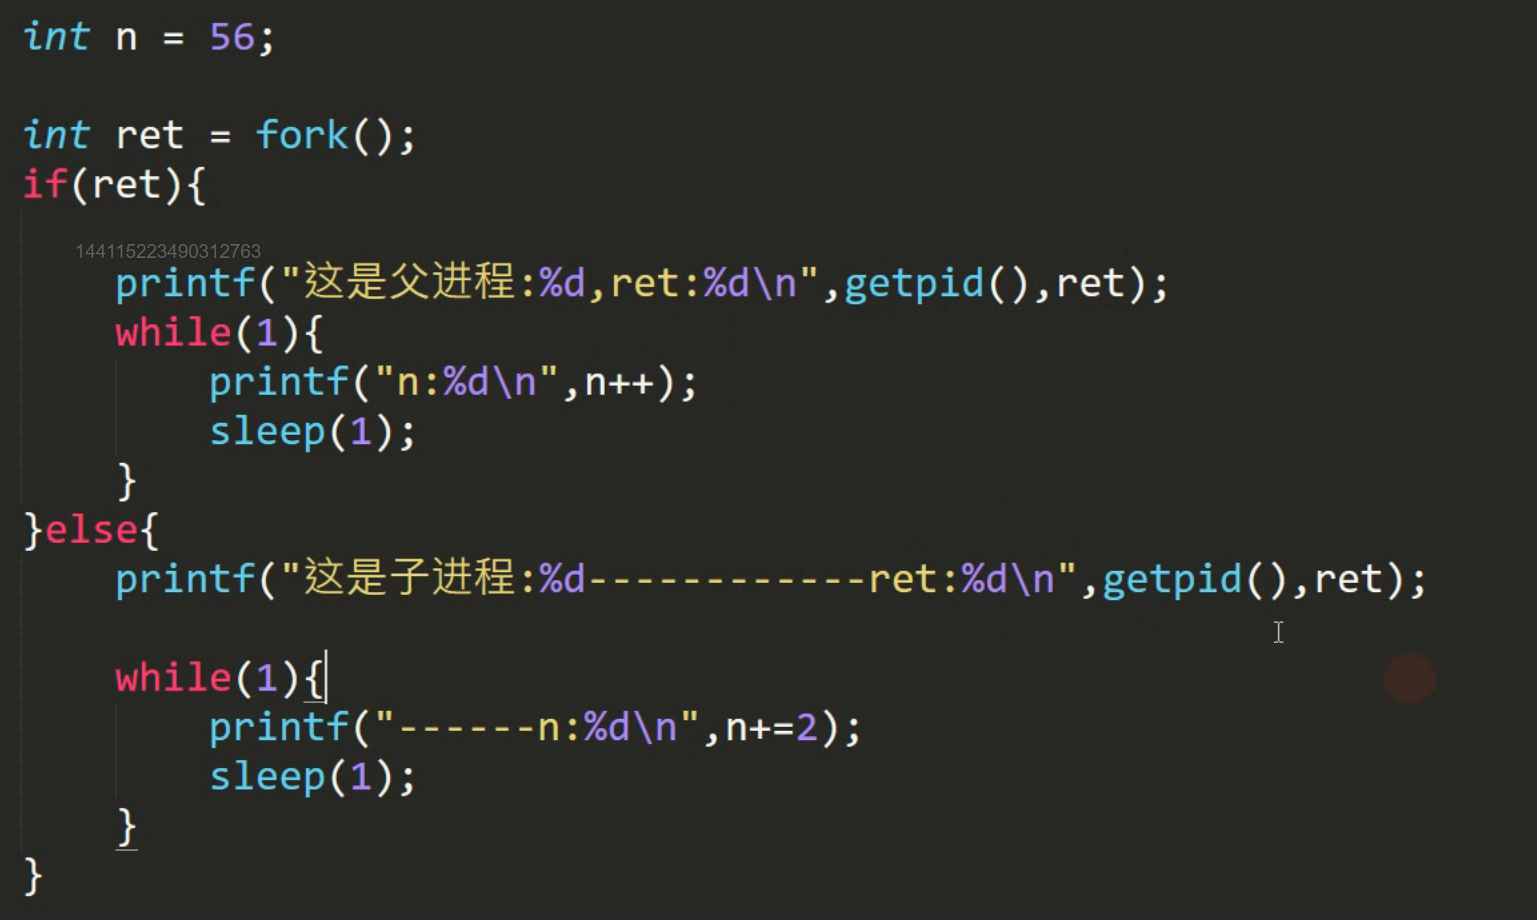 int n = 56;
int ret = fork();
if(ret){
144115223490312763
printf("这是父进程:%d,ret:%d\n",getpid(),ret);
while(1){
printf("n:%d\n",n++);
sleep(1);
}
}else{
printf("这是子进程:%d------------ret:%d\n",getpid(),ret);
while(1){
printf("------n:%d\n",n+=2);
sleep(1);
}
}